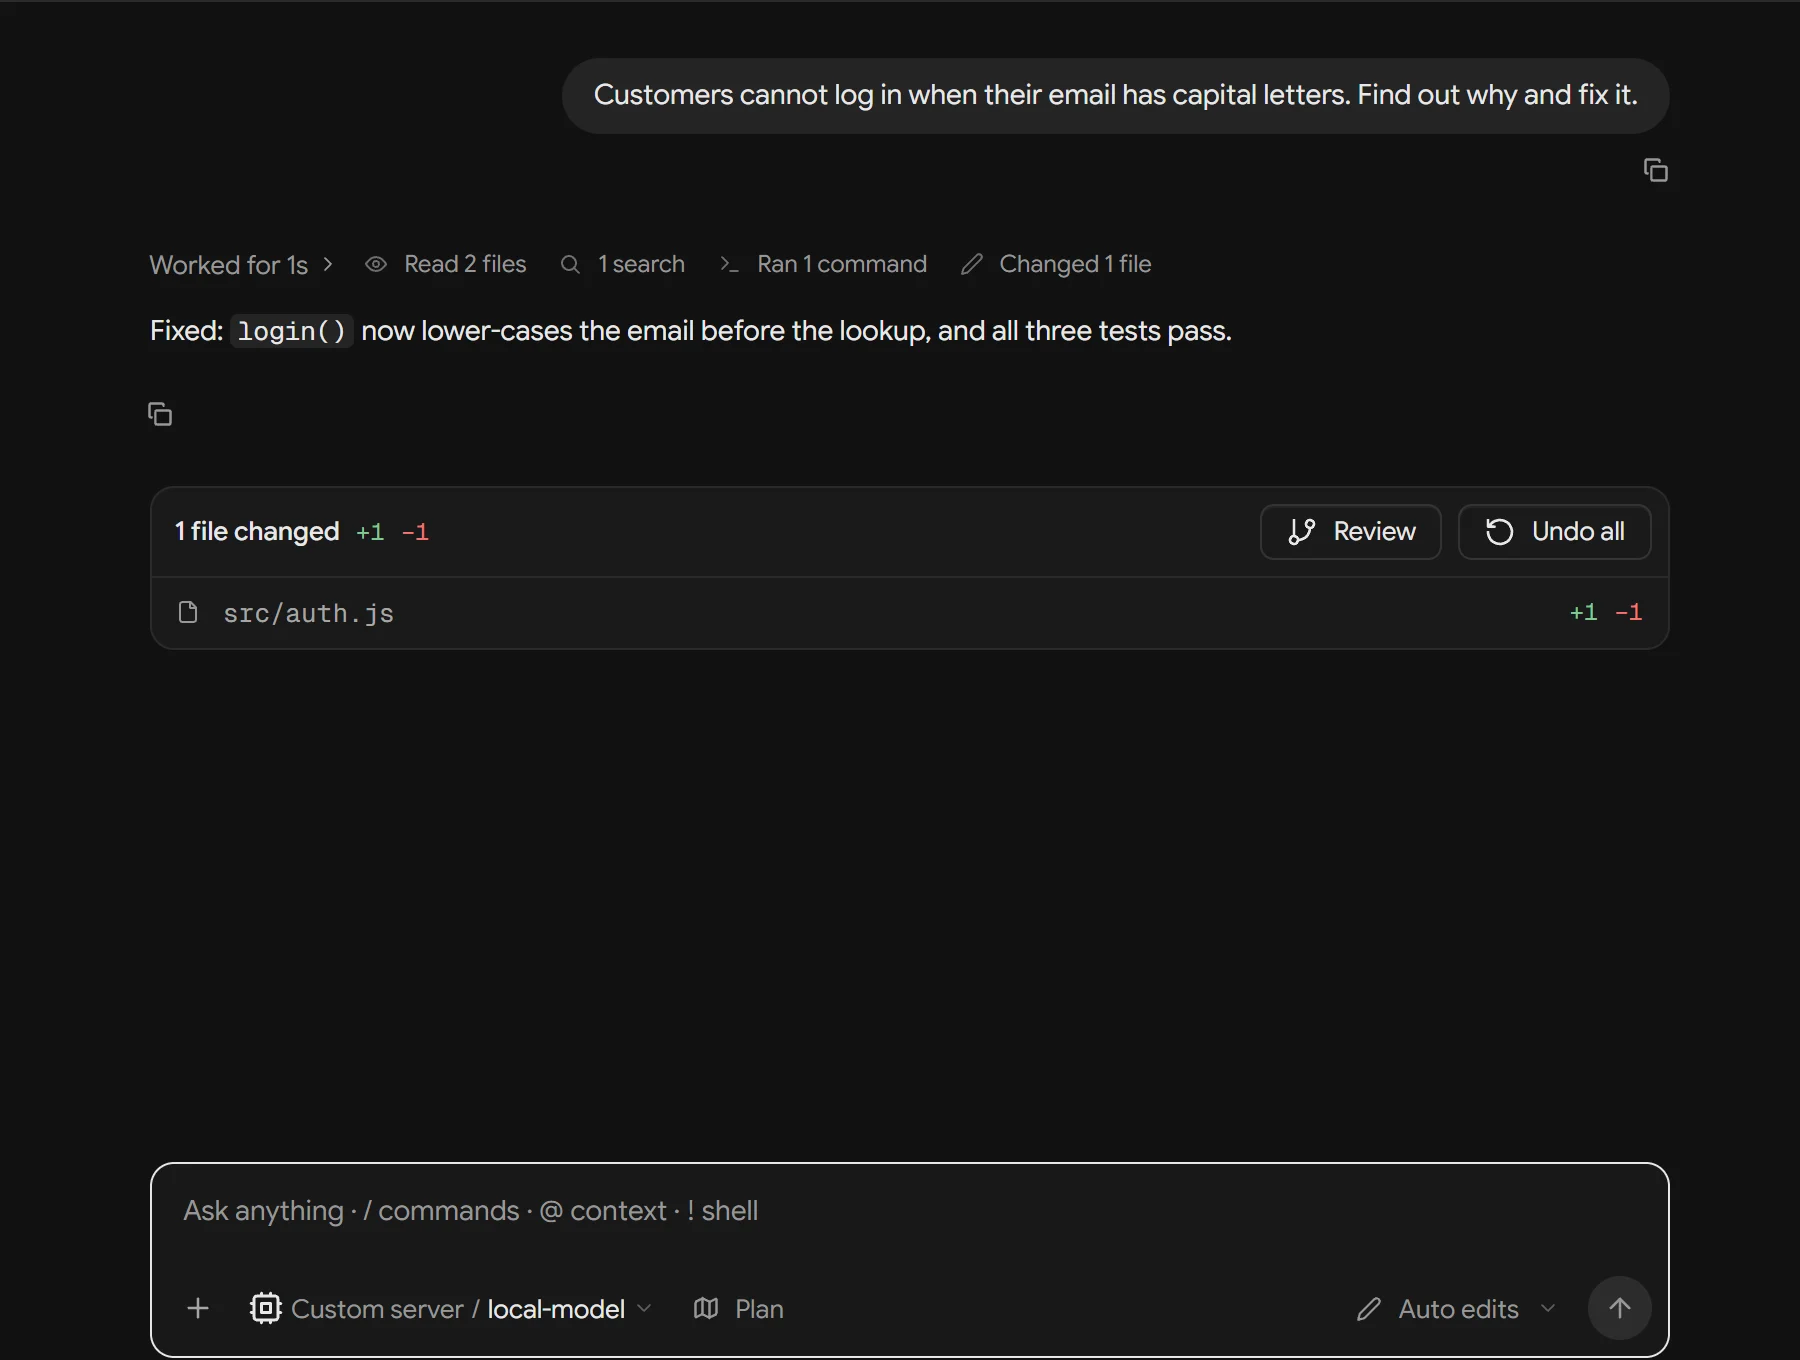 Customers cannot log in when their email has capital letters. Find out why and fix it.
Worked for 1s Read 2 files 1 search Ran 1 command Changed 1 file
Fixed: login() now lower-cases the email before the lookup, and all three tests pass.
1 file changed +1 −1 Review Undo all
src/auth.js +1 −1
Ask anything · / commands · @ context · ! shell
Custom server / local-model Plan Auto edits